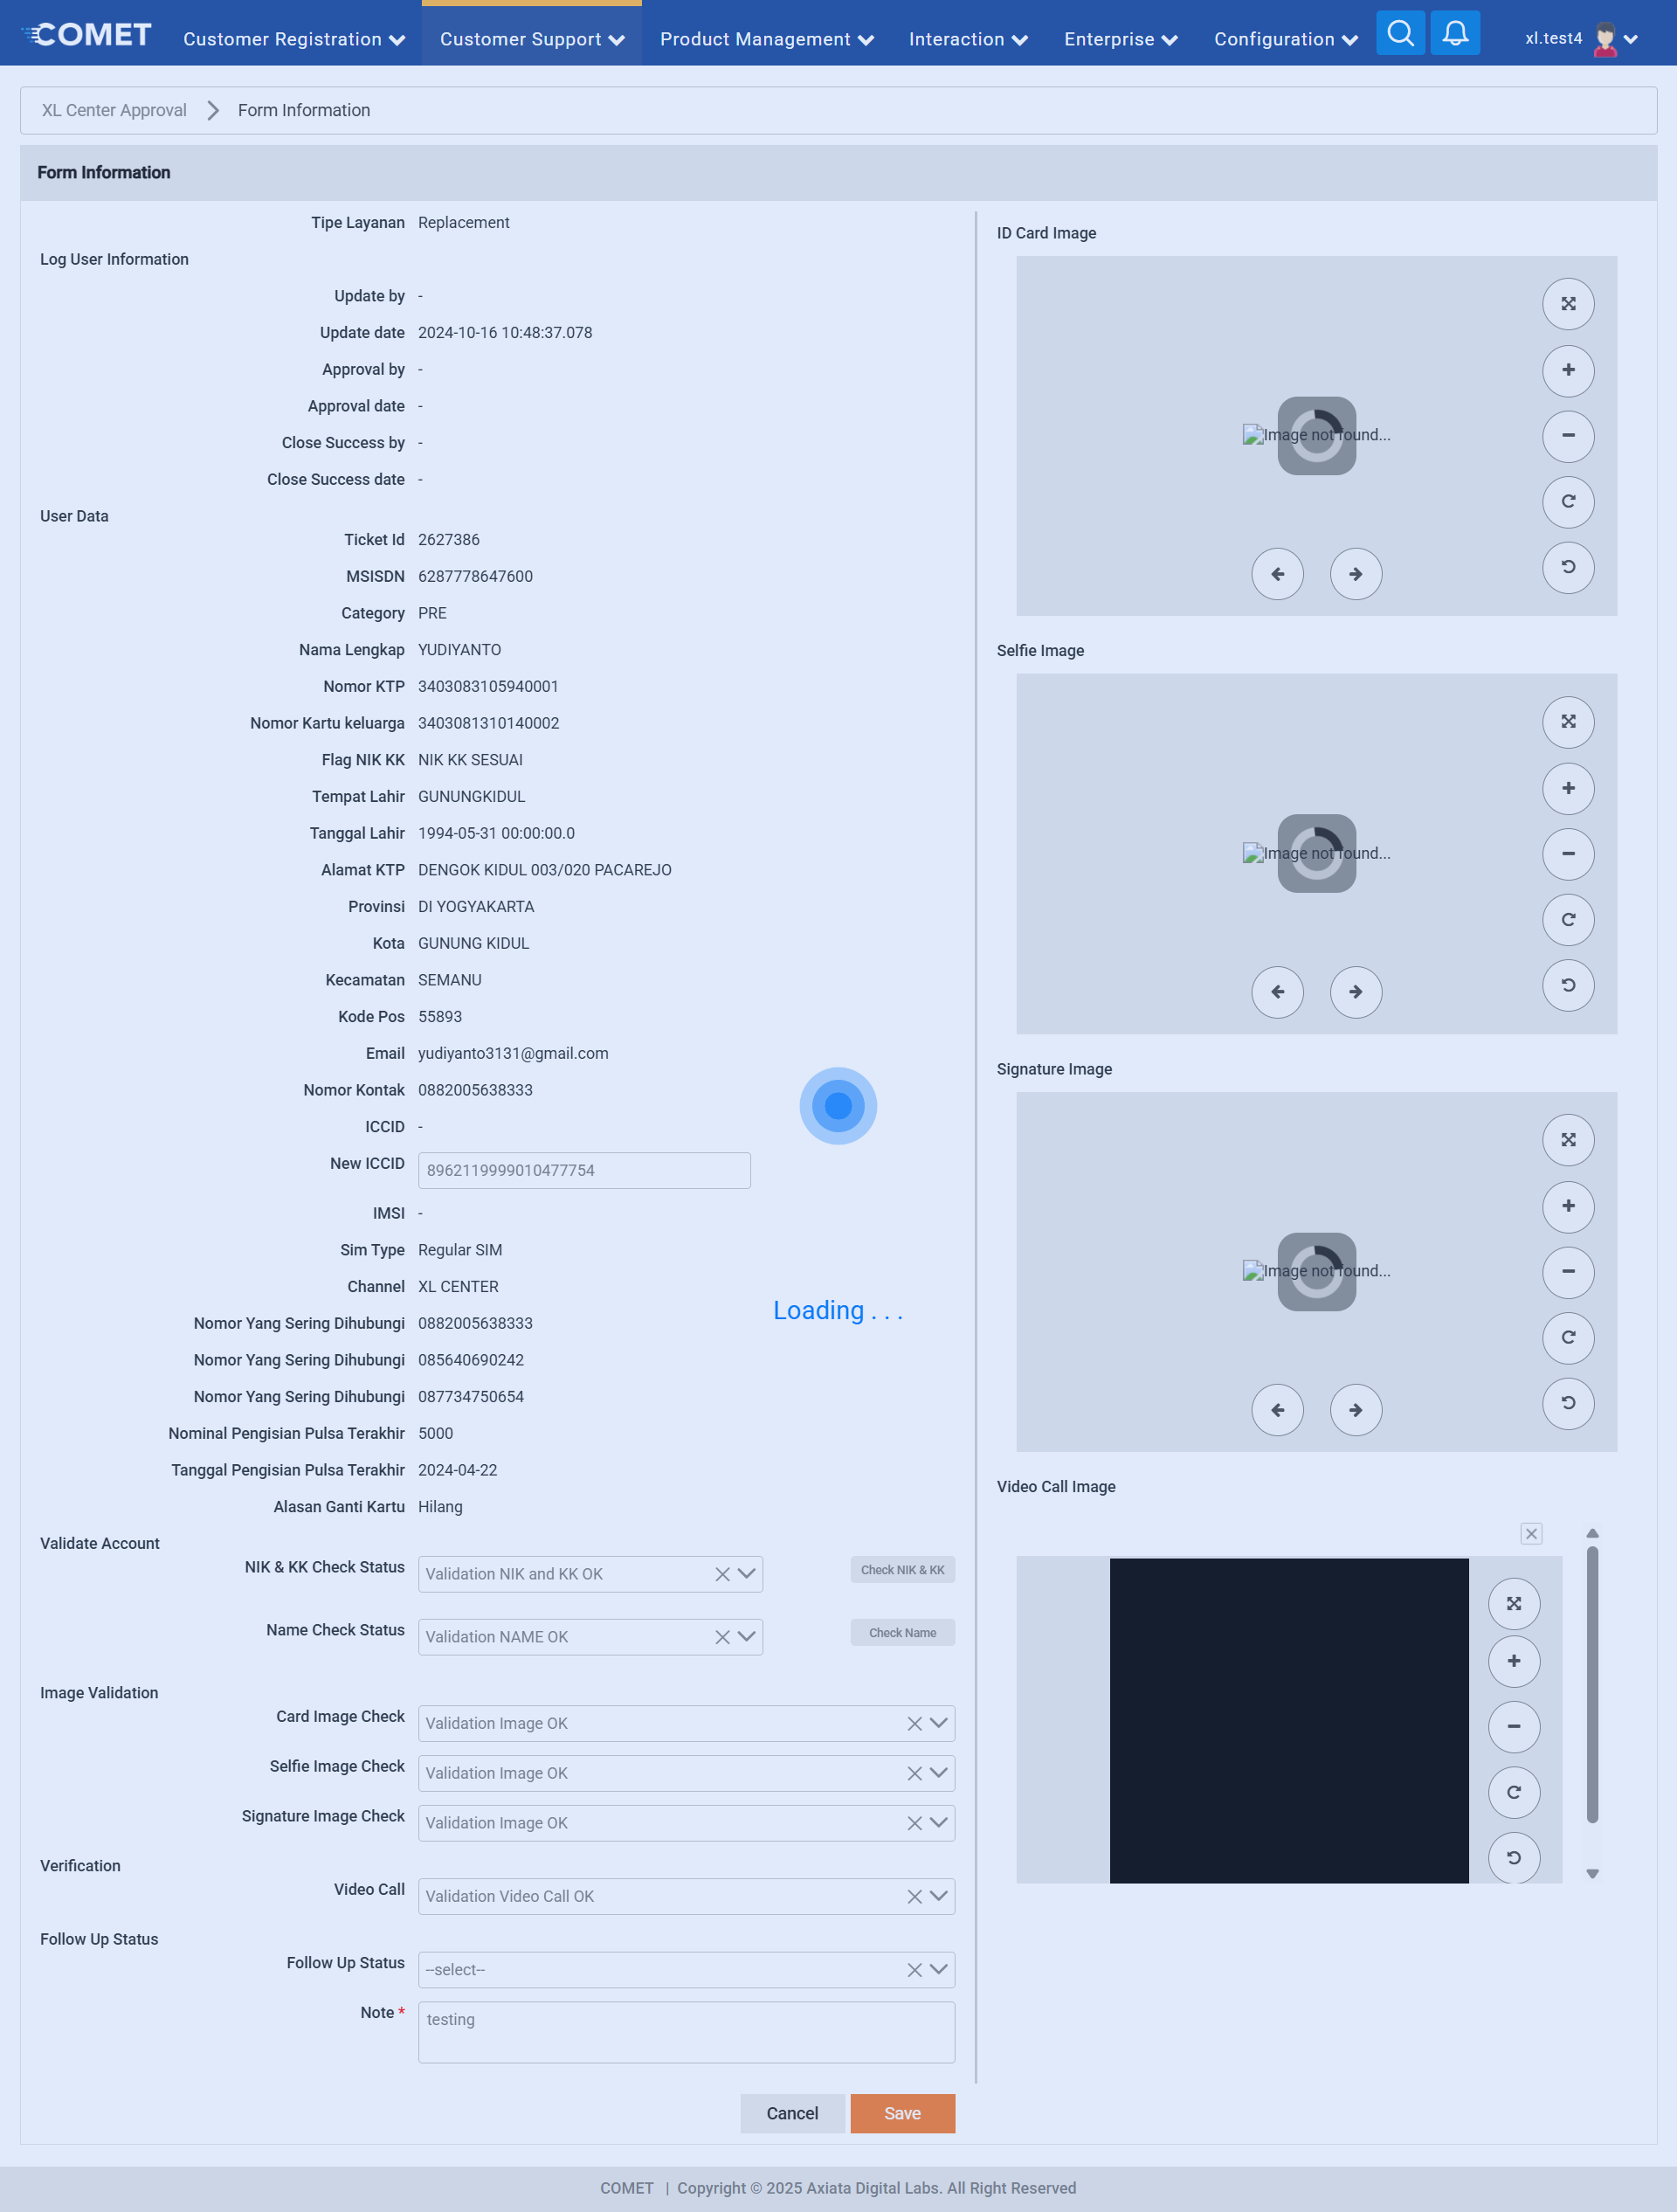 COMET
Customer Registration
Customer Support
Product Management
Interaction
Enterprise
Configuration
xl.test4
XL Center Approval
Form Information
Form Information
Tipe Layanan Replacement
Log User Information
Update by -
Update date 2024-10-16 10:48:37.078
Approval by -
Approval date -
Close Success by -
Close Success date -
User Data
Ticket Id 2627386
MSISDN 6287778647600
Category PRE
Nama Lengkap YUDIYANTO
Nomor KTP 3403083105940001
Nomor Kartu keluarga 3403081310140002
Flag NIK KK NIK KK SESUAI
Tempat Lahir GUNUNGKIDUL
Tanggal Lahir 1994-05-31 00:00:00.0
Alamat KTP DENGOK KIDUL 003/020 PACAREJO
Provinsi DI YOGYAKARTA
Kota GUNUNG KIDUL
Kecamatan SEMANU
Kode Pos 55893
Email yudiyanto3131@gmail.com
Nomor Kontak 0882005638333
ICCID -
New ICCID 8962119999010477754
IMSI -
Sim Type Regular SIM
Channel XL CENTER
Nomor Yang Sering Dihubungi 0882005638333
Nomor Yang Sering Dihubungi 085640690242
Nomor Yang Sering Dihubungi 087734750654
Nominal Pengisian Pulsa Terakhir 5000
Tanggal Pengisian Pulsa Terakhir 2024-04-22
Alasan Ganti Kartu Hilang
Loading . . .
Validate Account
NIK & KK Check Status Validation NIK and KK OK Check NIK & KK
Name Check Status Validation NAME OK Check Name
Image Validation
Card Image Check Validation Image OK
Selfie Image Check Validation Image OK
Signature Image Check Validation Image OK
Verification
Video Call Validation Video Call OK
Follow Up Status
Follow Up Status --select--
Note * testing
Cancel Save
ID Card Image
Image not found...
Selfie Image
Image not found...
Signature Image
Image not found...
Video Call Image
COMET | Copyright © 2025 Axiata Digital Labs. All Right Reserved